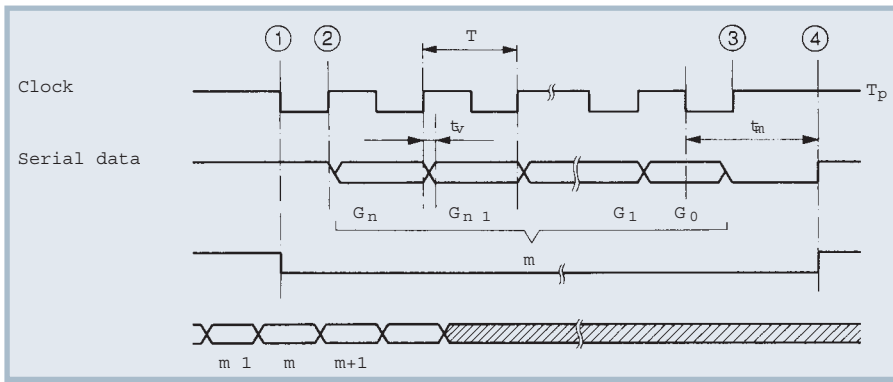 1 2 T 3 4
Clock Tp
tv tm
Serial data
Gn Gn 1 G1 G0
m
m 1 m m+1